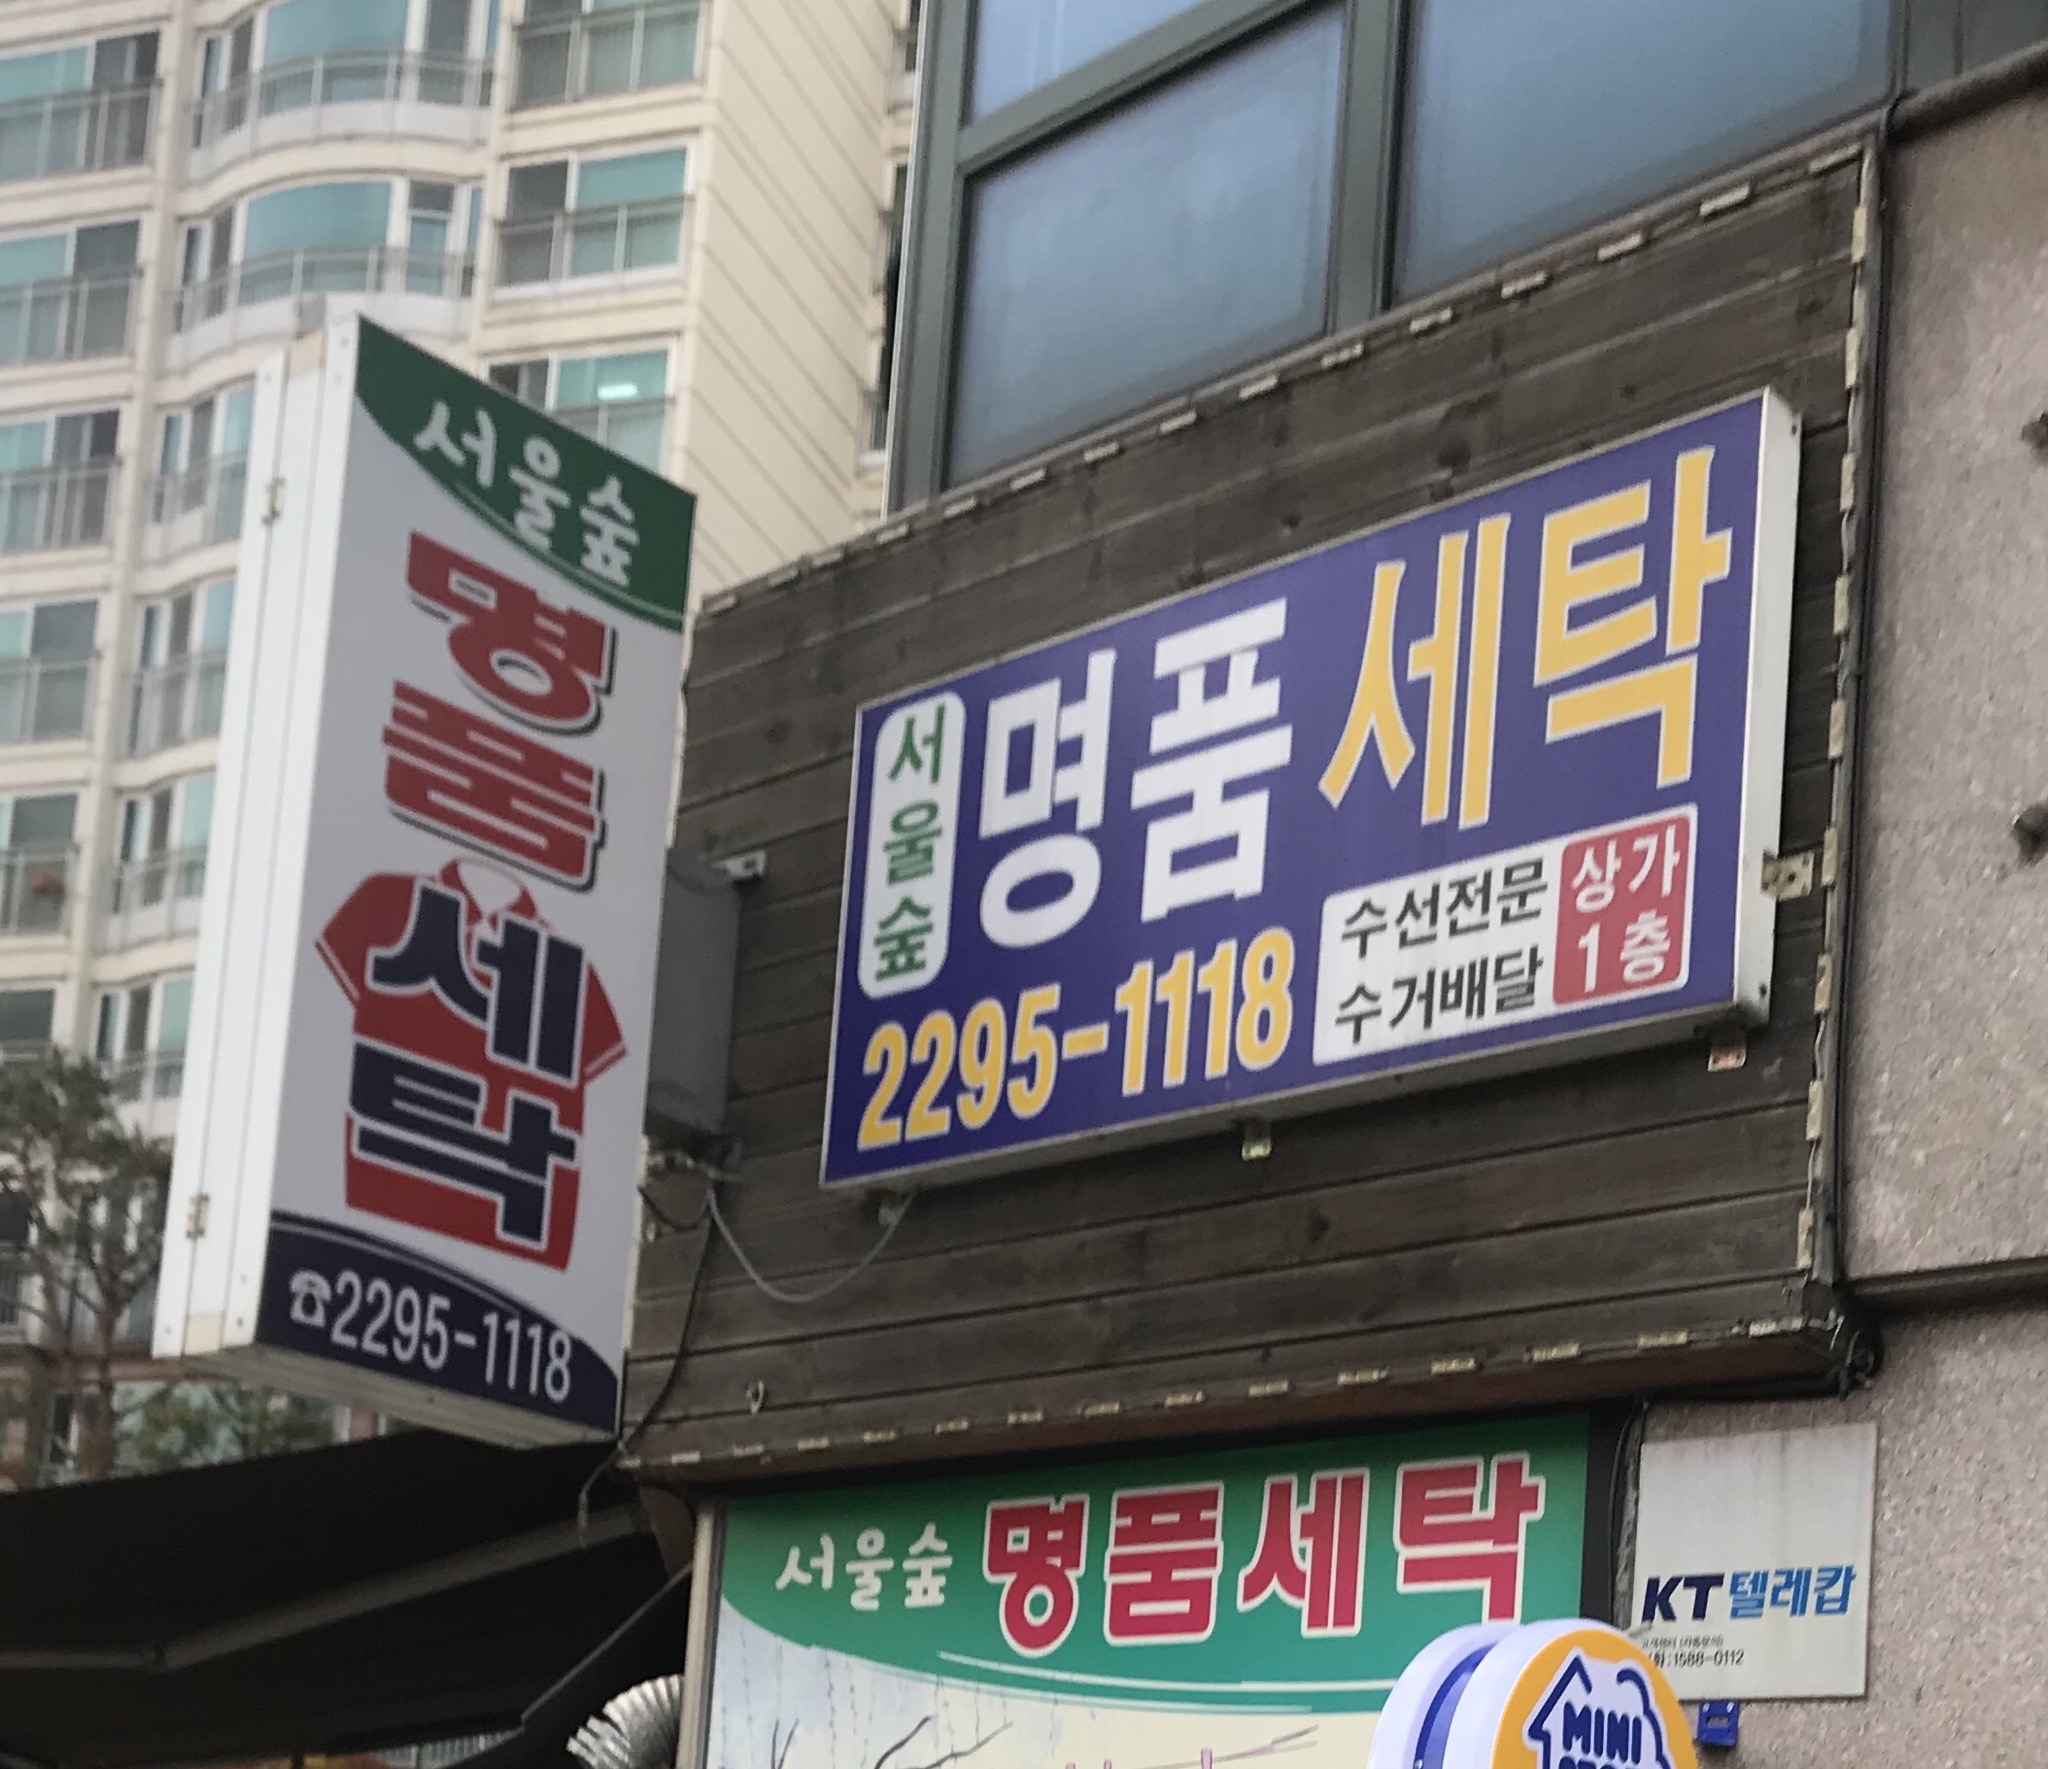 서울숲
명품
세탁
☎2295-1118
서울숲
명품 세탁
2295-1118
수선전문
수거배달
상가
1층
서울숲 명품세탁
KT텔레캅
1588-0112
MINI